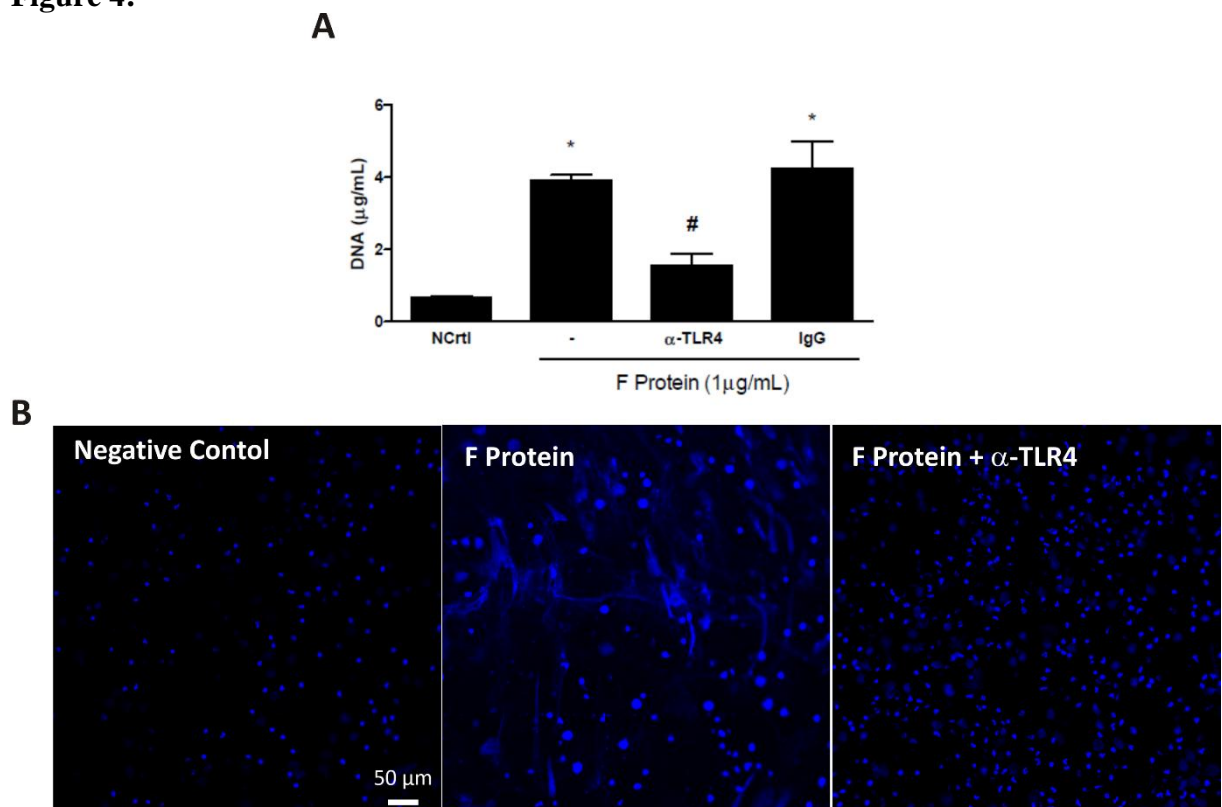 Figure 4:
A
6
4
2
0
DNA (μg/mL)
*
#
*
NCrtl
-
α-TLR4
IgG
F Protein (1μg/mL)
B
Negative Contol
F Protein
F Protein + α-TLR4
50 μm